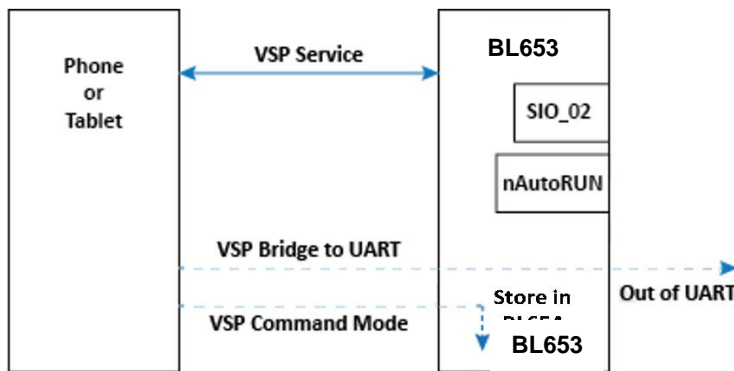 Phone
or
Tablet
VSP Service
BL653
SIO_02
nAutoRUN
VSP Bridge to UART
Out of UART
VSP Command Mode
Store in
BL653